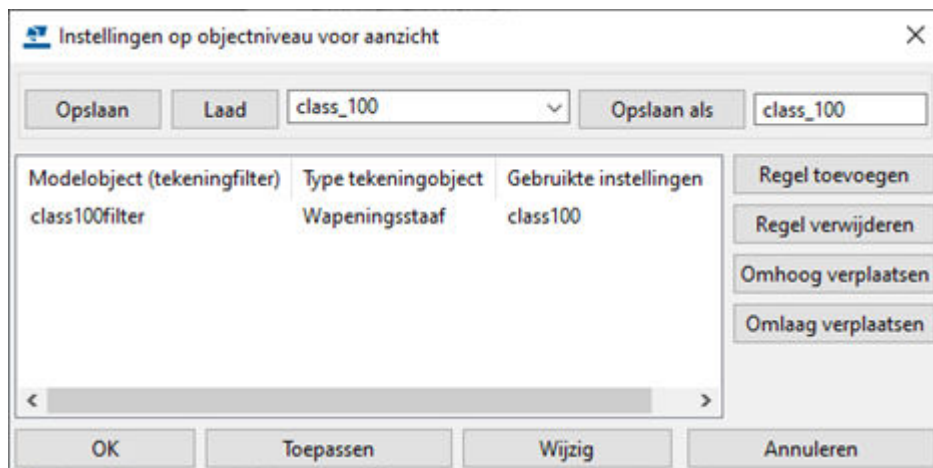 Instellingen op objectniveau voor aanzicht
Opslaan Laad class_100 Opslaan als class_100
Modelobject (tekeningfilter) Type tekeningobject Gebruikte instellingen Regel toevoegen
class100filter Wapeningsstaaf class100
Regel verwijderen
Omhoog verplaatsen
Omlaag verplaatsen
OK Toepassen Wijzig Annuleren